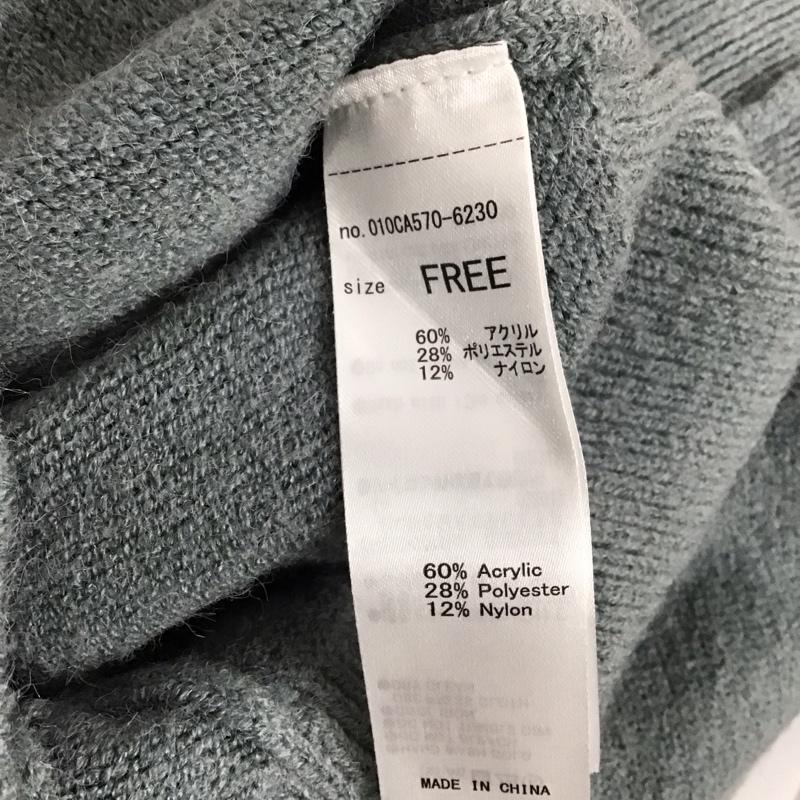 no.010CA570-6230
size FREE
60% アクリル
28% ポリエステル
12% ナイロン
60% Acrylic
28% Polyester
12% Nylon
MADE IN CHINA